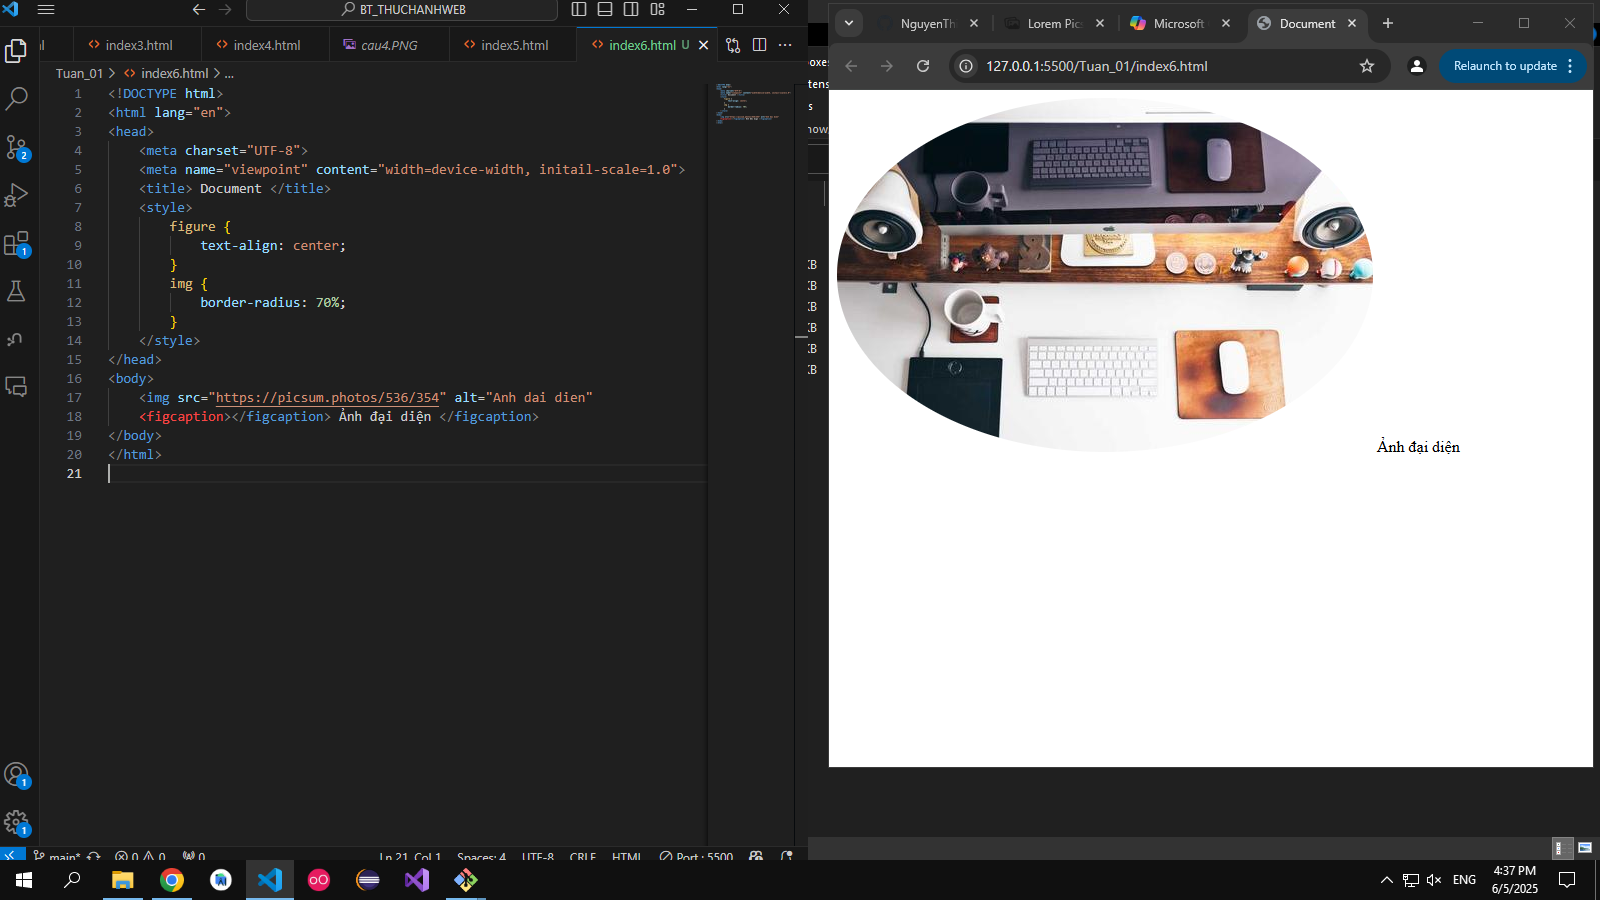 BT_THUCHANHWEB
index3.html
index4.html
cau4.PNG
index5.html
index6.html U
Tuan_01 > index6.html > ...
1 <!DOCTYPE html>
2 <html lang="en">
3 <head>
4 <meta charset="UTF-8">
5 <meta name="viewpoint" content="width=device-width, initail-scale=1.0">
6 <title> Document </title>
7 <style>
8 figure {
9 text-align: center;
10 }
11 img {
12 border-radius: 70%;
13 }
14 </style>
15 </head>
16 <body>
17 <img src="https://picsum.photos/536/354" alt="Anh dai dien"
18 <figcaption></figcaption> Ảnh đại diện </figcaption>
19 </body>
20 </html>
21
2
1
1
1
main*
0 0
0
Ln 21, Col 1
Spaces: 4
UTF-8
CRLF
HTML
Port : 5500
NguyenThi
Lorem Pic
Microsoft
Document
127.0.0.1:5500/Tuan_01/index6.html
Relaunch to update
Ảnh đại diện
ENG
4:37 PM
6/5/2025